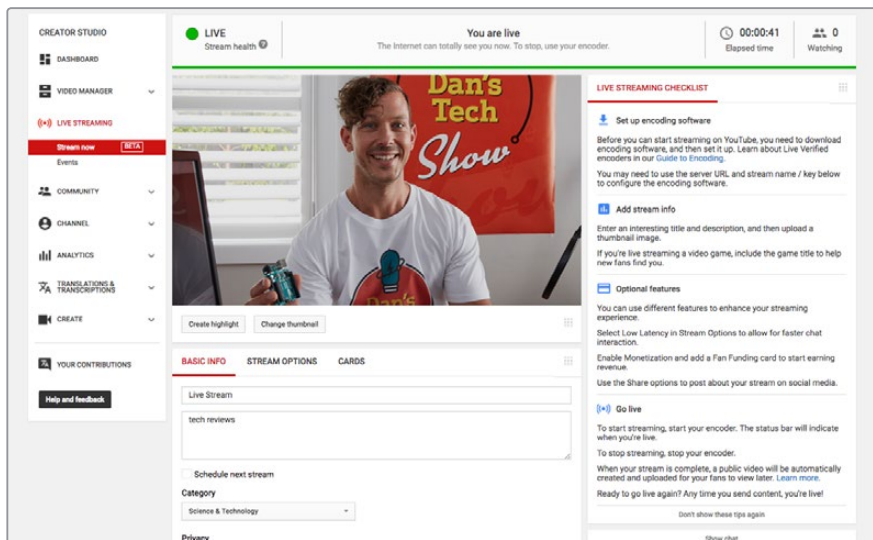 CREATOR STUDIO
DASHBOARD
VIDEO MANAGER
LIVE STREAMING
Stream now BETA
Events
COMMUNITY
CHANNEL
ANALYTICS
TRANSLATIONS &
TRANSCRIPTIONS
CREATE
YOUR CONTRIBUTIONS
Help and feedback
LIVE
Stream health ?
You are live
The Internet can totally see you now. To stop, use your encoder.
00:00:41
Elapsed time
0
Watching
Dan's
Tech
Show
Dan's
Create highlight
Change thumbnail
BASIC INFO STREAM OPTIONS CARDS
Live Stream
tech reviews
Schedule next stream
Category
Science & Technology
Privacy
LIVE STREAMING CHECKLIST
Set up encoding software
Before you can start streaming on YouTube, you need to download
encoding software, and then set it up. Learn about Live Verified
encoders in our Guide to Encoding.
You may need to use the server URL and stream name / key below
to configure the encoding software.
Add stream info
Enter an interesting title and description, and then upload a
thumbnail image.
If you're live streaming a video game, include the game title to help
new fans find you.
Optional features
You can use different features to enhance your streaming
experience.
Select Low Latency in Stream Options to allow for faster chat
interaction.
Enable Monetization and add a Fan Funding card to start earning
revenue.
Use the Share options to post about your stream on social media.
Go live
To start streaming, start your encoder. The status bar will indicate
when you're live.
To stop streaming, stop your encoder.
When your stream is complete, a public video will be automatically
created and uploaded for your fans to view later. Learn more.
Ready to go live again? Any time you send content, you're live!
Don't show these tips again
Show chat